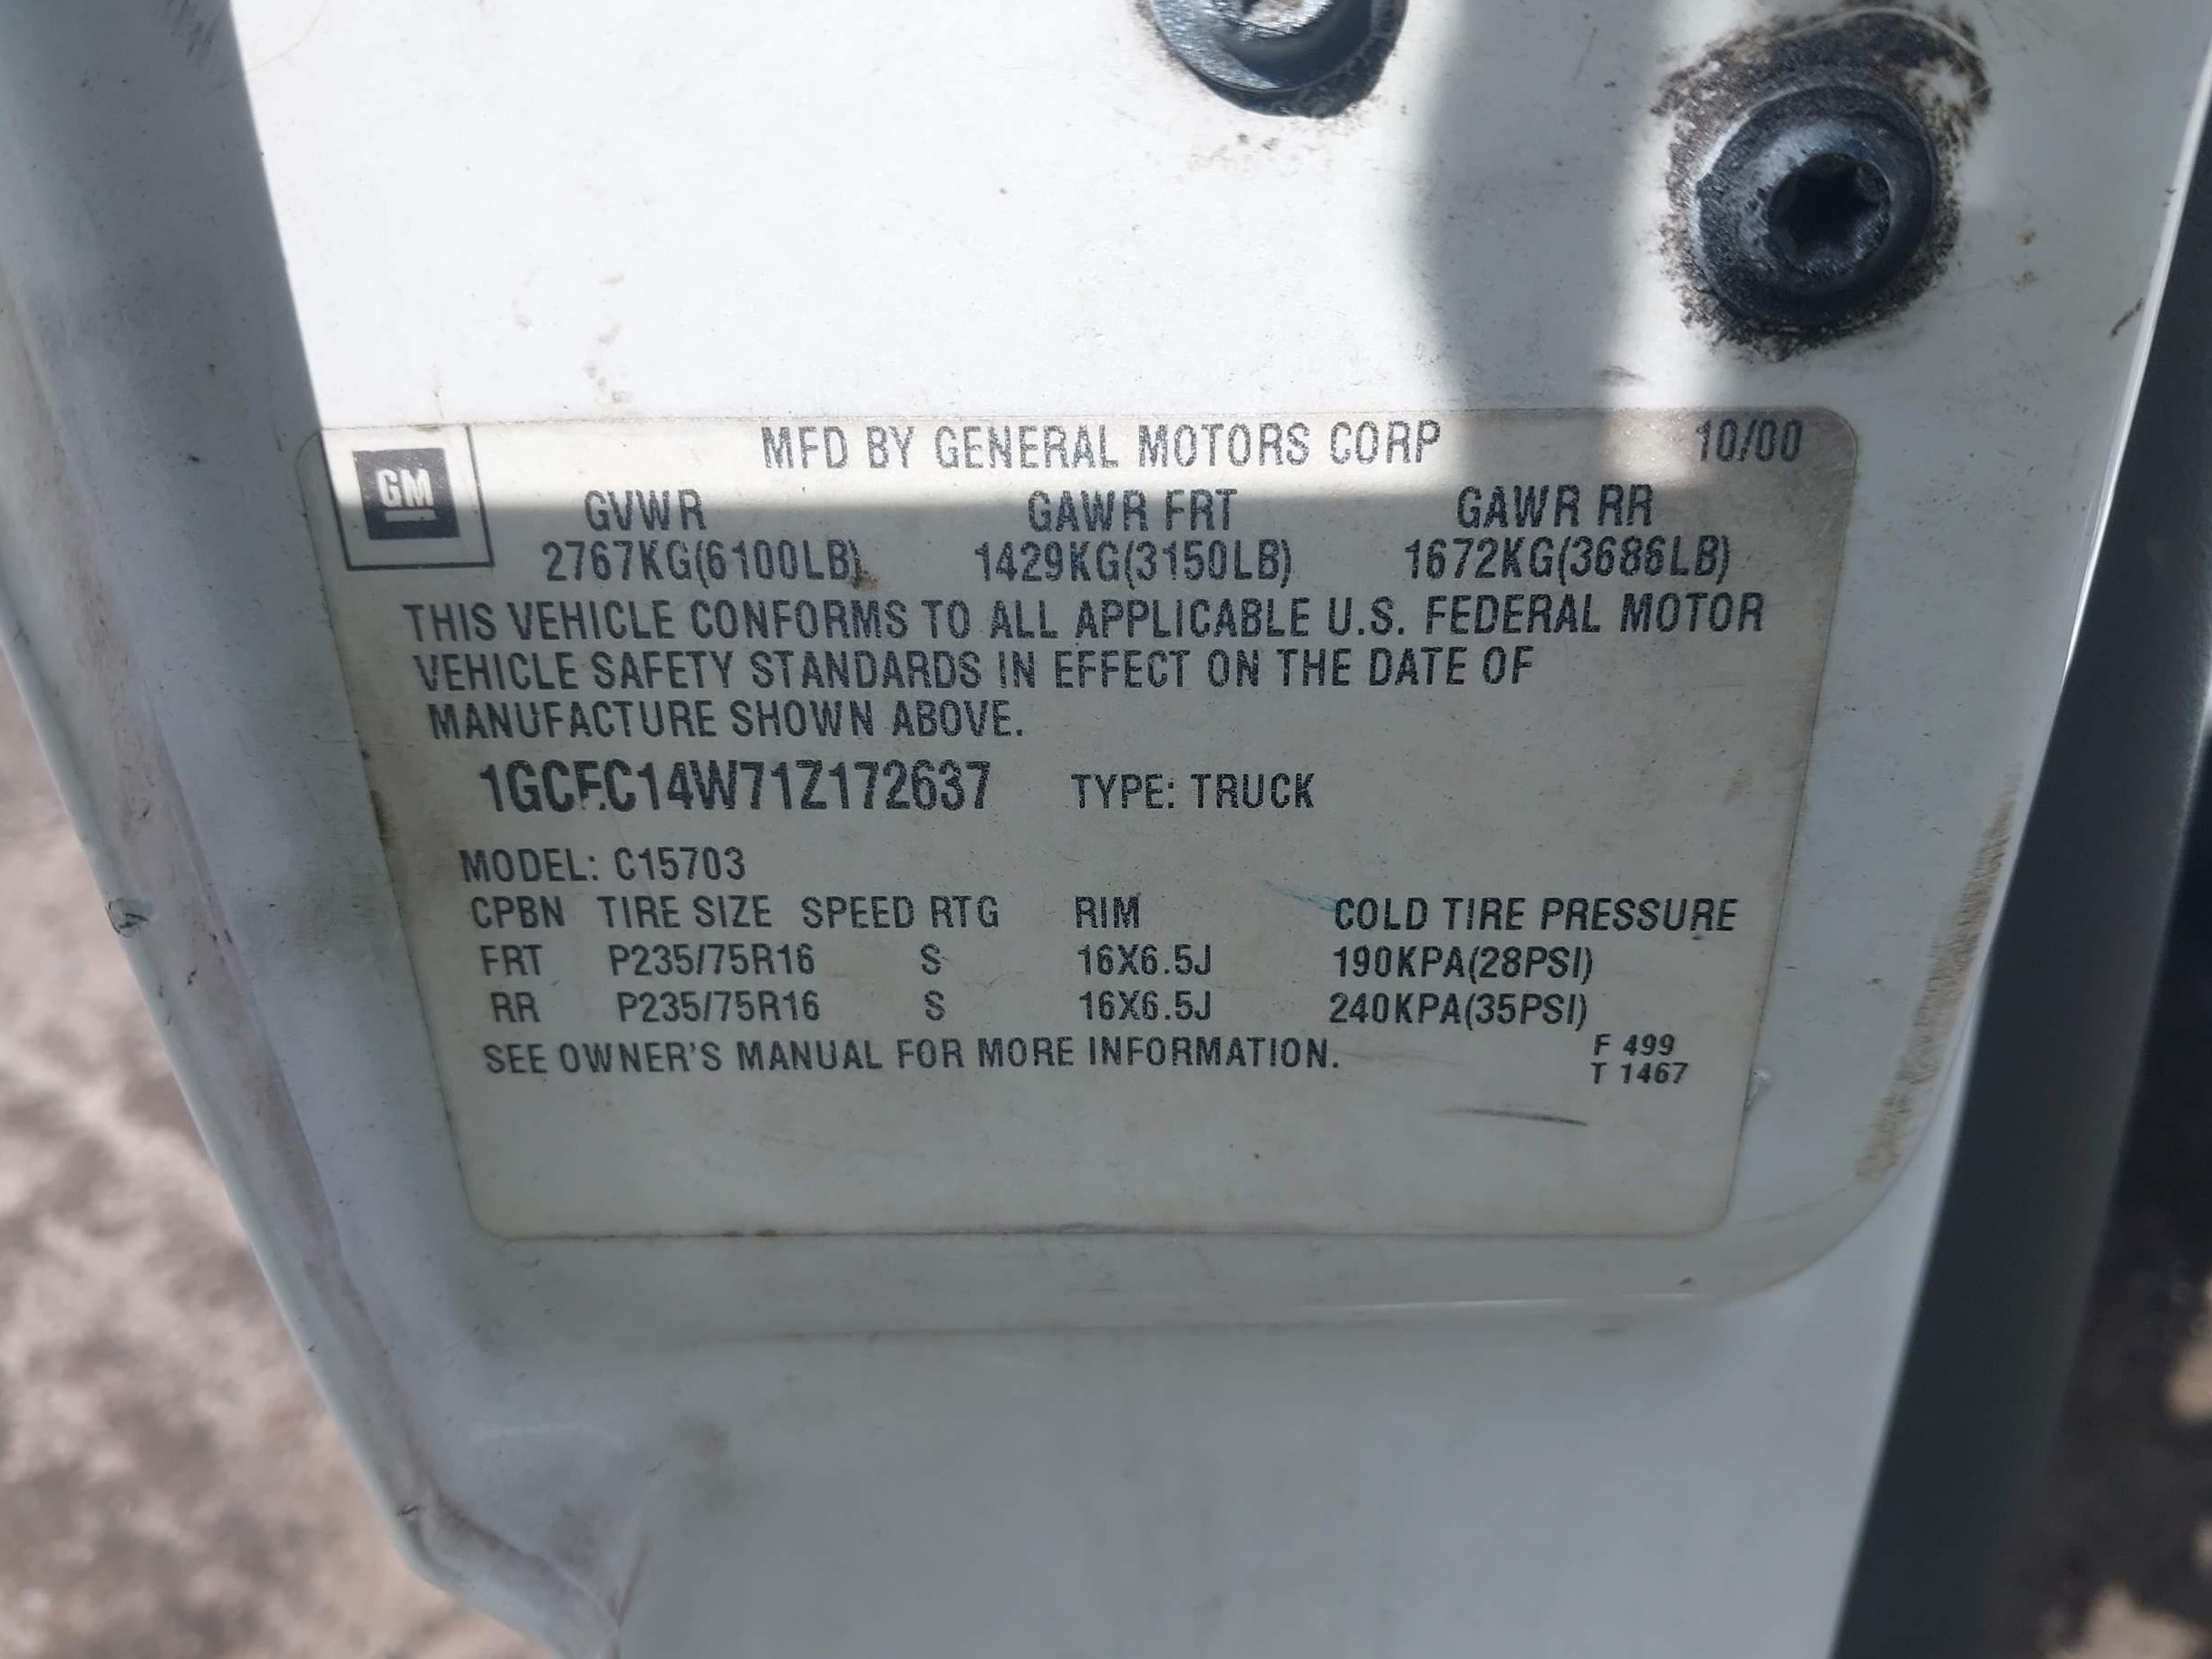 MFD BY GENERAL MOTORS CORP 10/00
GM
GVWR GAWR FRT GAWR RR
2767KG(6100LB) 1429KG(3150LB) 1672KG(3686LB)
THIS VEHICLE CONFORMS TO ALL APPLICABLE U.S. FEDERAL MOTOR
VEHICLE SAFETY STANDARDS IN EFFECT ON THE DATE OF
MANUFACTURE SHOWN ABOVE.
1GCEC14W71Z172637 TYPE: TRUCK
MODEL: C15703
CPBN TIRE SIZE SPEED RTG RIM COLD TIRE PRESSURE
FRT P235/75R16 S 16X6.5J 190KPA(28PSI)
RR P235/75R16 S 16X6.5J 240KPA(35PSI)
SEE OWNER'S MANUAL FOR MORE INFORMATION.
F 499
T 1467